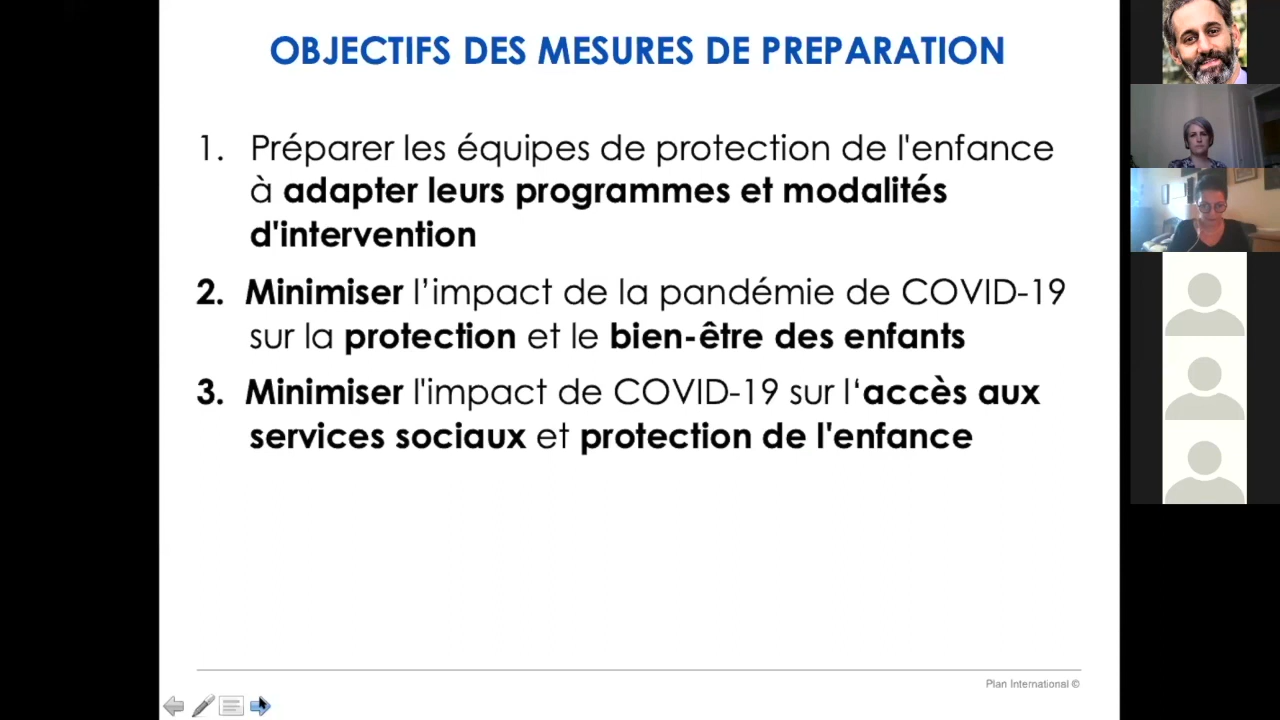 OBJECTIFS DES MESURES DE PREPARATION
1. Préparer les équipes de protection de l'enfance
à adapter leurs programmes et modalités
d'intervention
2. Minimiser l’impact de la pandémie de COVID-19
sur la protection et le bien-être des enfants
3. Minimiser l'impact de COVID-19 sur l‘accès aux
services sociaux et protection de l'enfance
Plan International ©